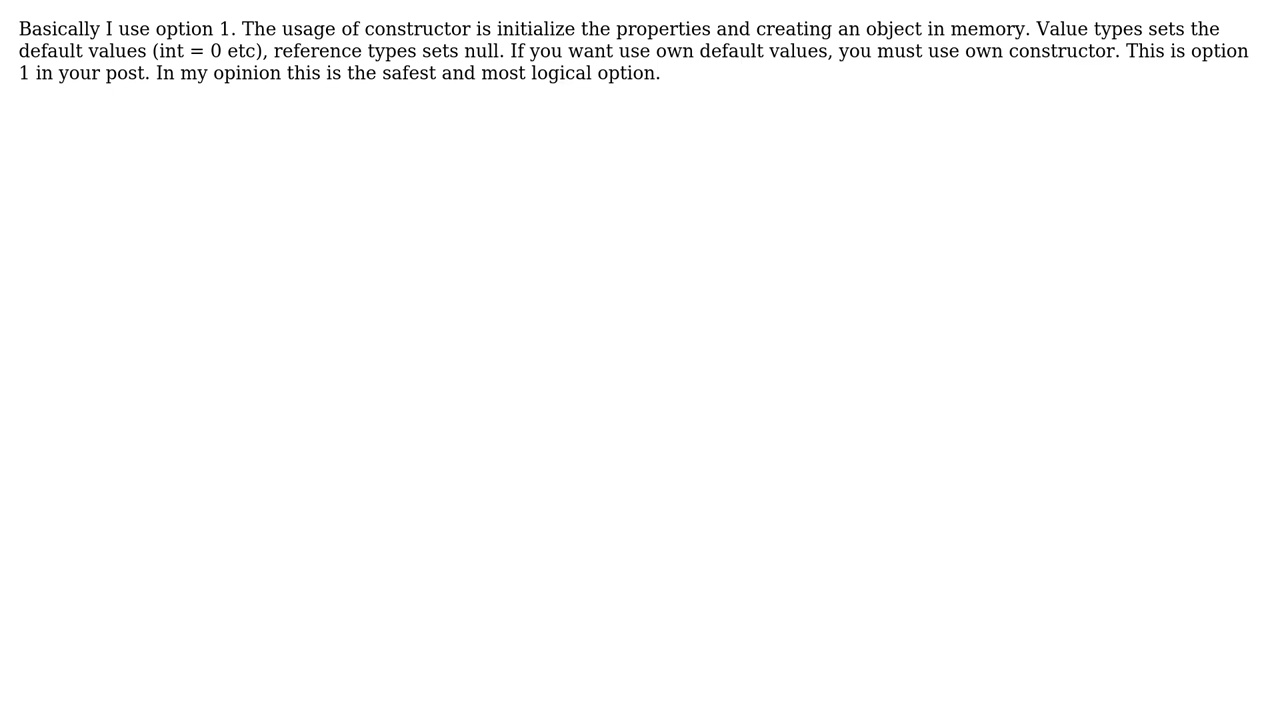 Basically I use option 1. The usage of constructor is initialize the properties and creating an object in memory. Value types sets the
default values (int = 0 etc), reference types sets null. If you want use own default values, you must use own constructor. This is option
1 in your post. In my opinion this is the safest and most logical option.